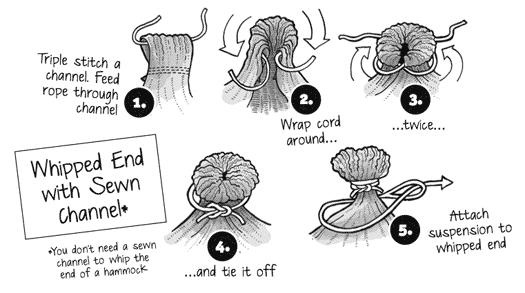 Triple stitch a
channel. Feed
rope through
channel
1.
2.
Wrap cord
around...
3.
...twice...
Whipped End
with Sewn
Channel*
*You don't need a sewn
channel to whip the
end of a hammock
4.
...and tie it off
5.
Attach
suspension to
whipped end